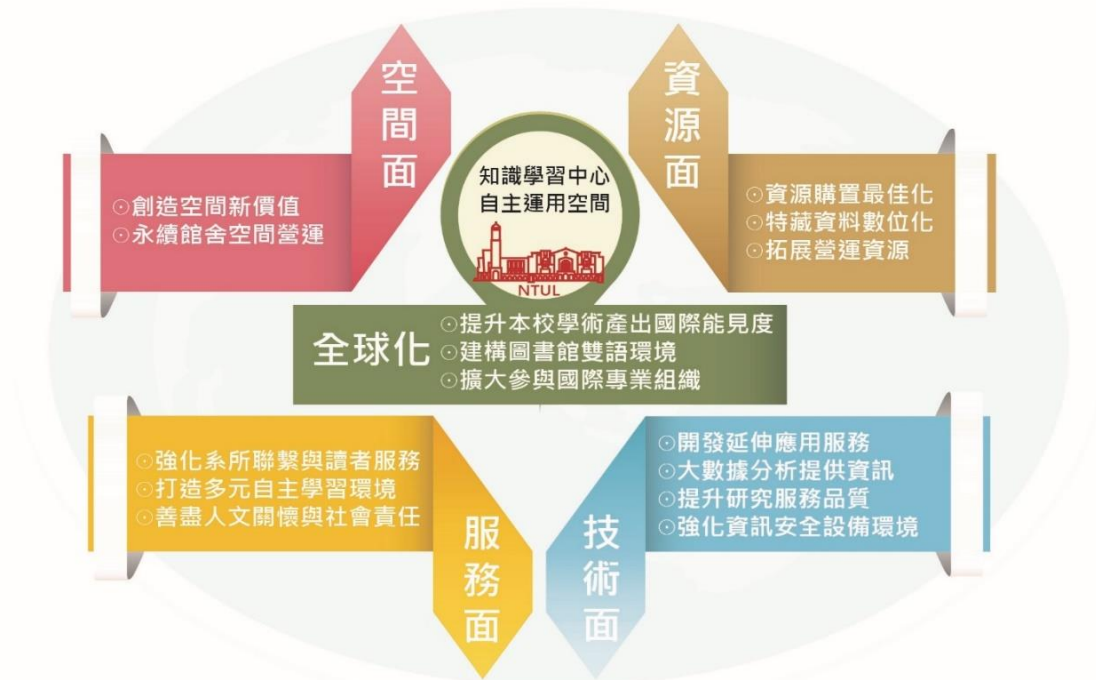 空間面
⊙創造空間新價值
⊙永續館舍空間營運
知識學習中心
自主運用空間
NTUL
資源面
⊙資源購置最佳化
⊙特藏資料數位化
⊙拓展營運資源
全球化
⊙提升本校學術產出國際能見度
⊙建構圖書館雙語環境
⊙擴大參與國際專業組織
⊙強化系所聯繫與讀者服務
⊙打造多元自主學習環境
⊙善盡人文關懷與社會責任
服務面
技術面
⊙開發延伸應用服務
⊙大數據分析提供資訊
⊙提升研究服務品質
⊙強化資訊安全設備環境